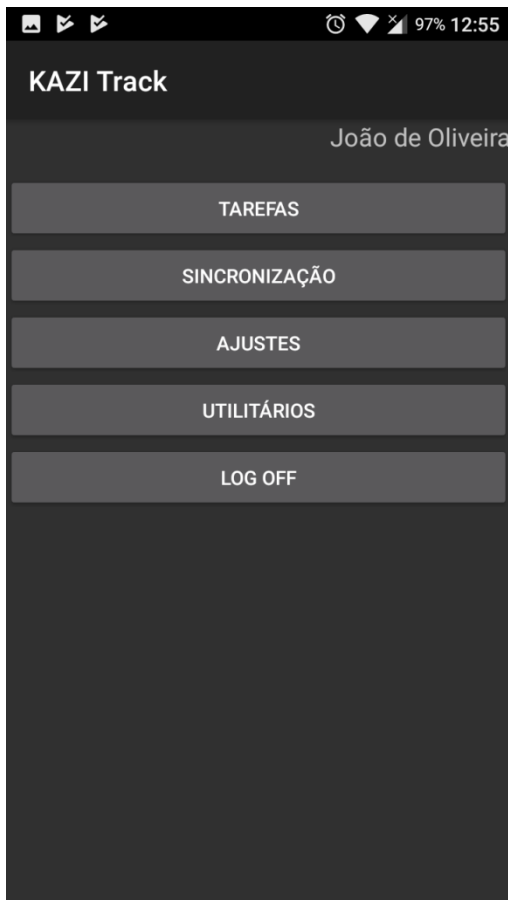 97% 12:55
KAZI Track
João de Oliveira
TAREFAS
SINCRONIZAÇÃO
AJUSTES
UTILITÁRIOS
LOG OFF